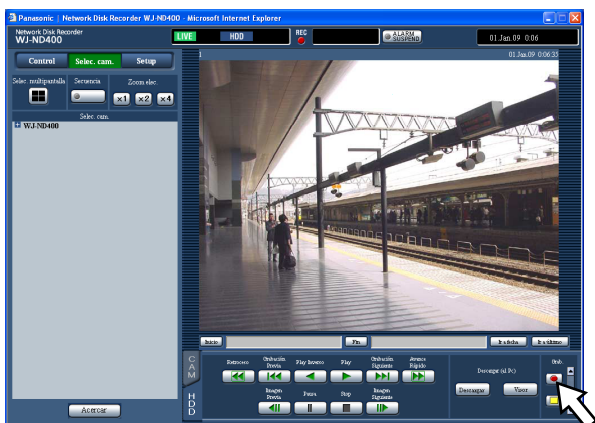 Panasonic | Network Disk Recorder WJ-ND400 - Microsoft Internet Explorer
Network Disk Recorder
WJ-ND400
LIVE
HDD
REC
ALARM SUSPEND
01.Jan.09 0:06
Control
Selec. cam.
Setup
1
01.Jan.09 0:06:35
Selec. multipantalla
Secuencia
Zoom elec.
x1
x2
x4
Selec. cam.
WJ-ND400
Inicio
Fin
Ir a fecha
Ir a último
CAM
HDD
Retroceso
Grabación Previa
Play Inverso
Play
Grabación Siguiente
Avance Rápido
Descargar (al Pc)
Grab.
Imagen Previa
Pausa
Stop
Imagen Siguiente
Descargar
Visor
Acercar